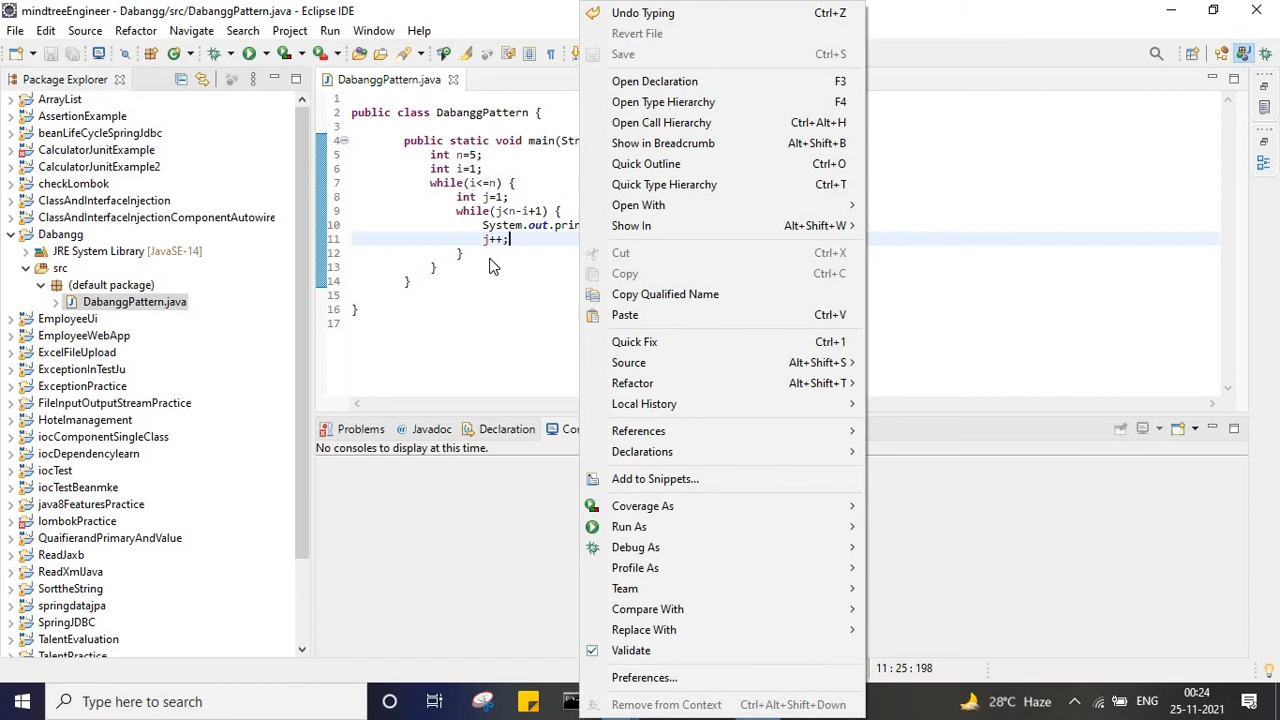 mindtreeEngineer - Dabangg/src/DabanggPattern.java - Eclipse IDE
File Edit Source Refactor Navigate Search Project Run Window Help
Package Explorer
ArrayList
AssertionExample
beanLifeCycleSpringJdbc
CalculatorJunitExample
CalculatorJunitExample2
checkLombok
ClassAndInterfaceInjection
ClassAndInterfaceInjectionComponentAutowire
Dabangg
JRE System Library [JavaSE-14]
src
(default package)
DabanggPattern.java
EmployeeUi
EmployeeWebApp
ExcelFileUpload
ExceptionInTestJu
ExceptionPractice
FileInputOutputStreamPractice
Hotelmanagement
iocComponentSingleClass
iocDependencylearn
iocTest
iocTestBeanmke
java8FeaturesPractice
lombokPractice
QuaifierandPrimaryAndValue
ReadJaxb
ReadXmlJava
SorttheString
springdatajpa
SpringJDBC
TalentEvaluation
TalentPractice
DabanggPattern.java
1
2 public class DabanggPattern {
3
4 public static void main(Str
5 int n=5;
6 int i=1;
7 while(i<=n) {
8 int j=1;
9 while(j<n-i+1) {
10 System.out.prin
11 j++;
12 }
13 }
14 }
15
16 }
17
Problems Javadoc Declaration Con
No consoles to display at this time.
Undo Typing Ctrl+Z
Revert File
Save Ctrl+S
Open Declaration F3
Open Type Hierarchy F4
Open Call Hierarchy Ctrl+Alt+H
Show in Breadcrumb Alt+Shift+B
Quick Outline Ctrl+O
Quick Type Hierarchy Ctrl+T
Open With
Show In Alt+Shift+W
Cut Ctrl+X
Copy Ctrl+C
Copy Qualified Name
Paste Ctrl+V
Quick Fix Ctrl+1
Source Alt+Shift+S
Refactor Alt+Shift+T
Local History
References
Declarations
Add to Snippets...
Coverage As
Run As
Debug As
Profile As
Team
Compare With
Replace With
Validate
Preferences...
Remove from Context Ctrl+Alt+Shift+Down
11 : 25 : 198
Type here to search
28°C Haze
ENG
00:24
25-11-2021